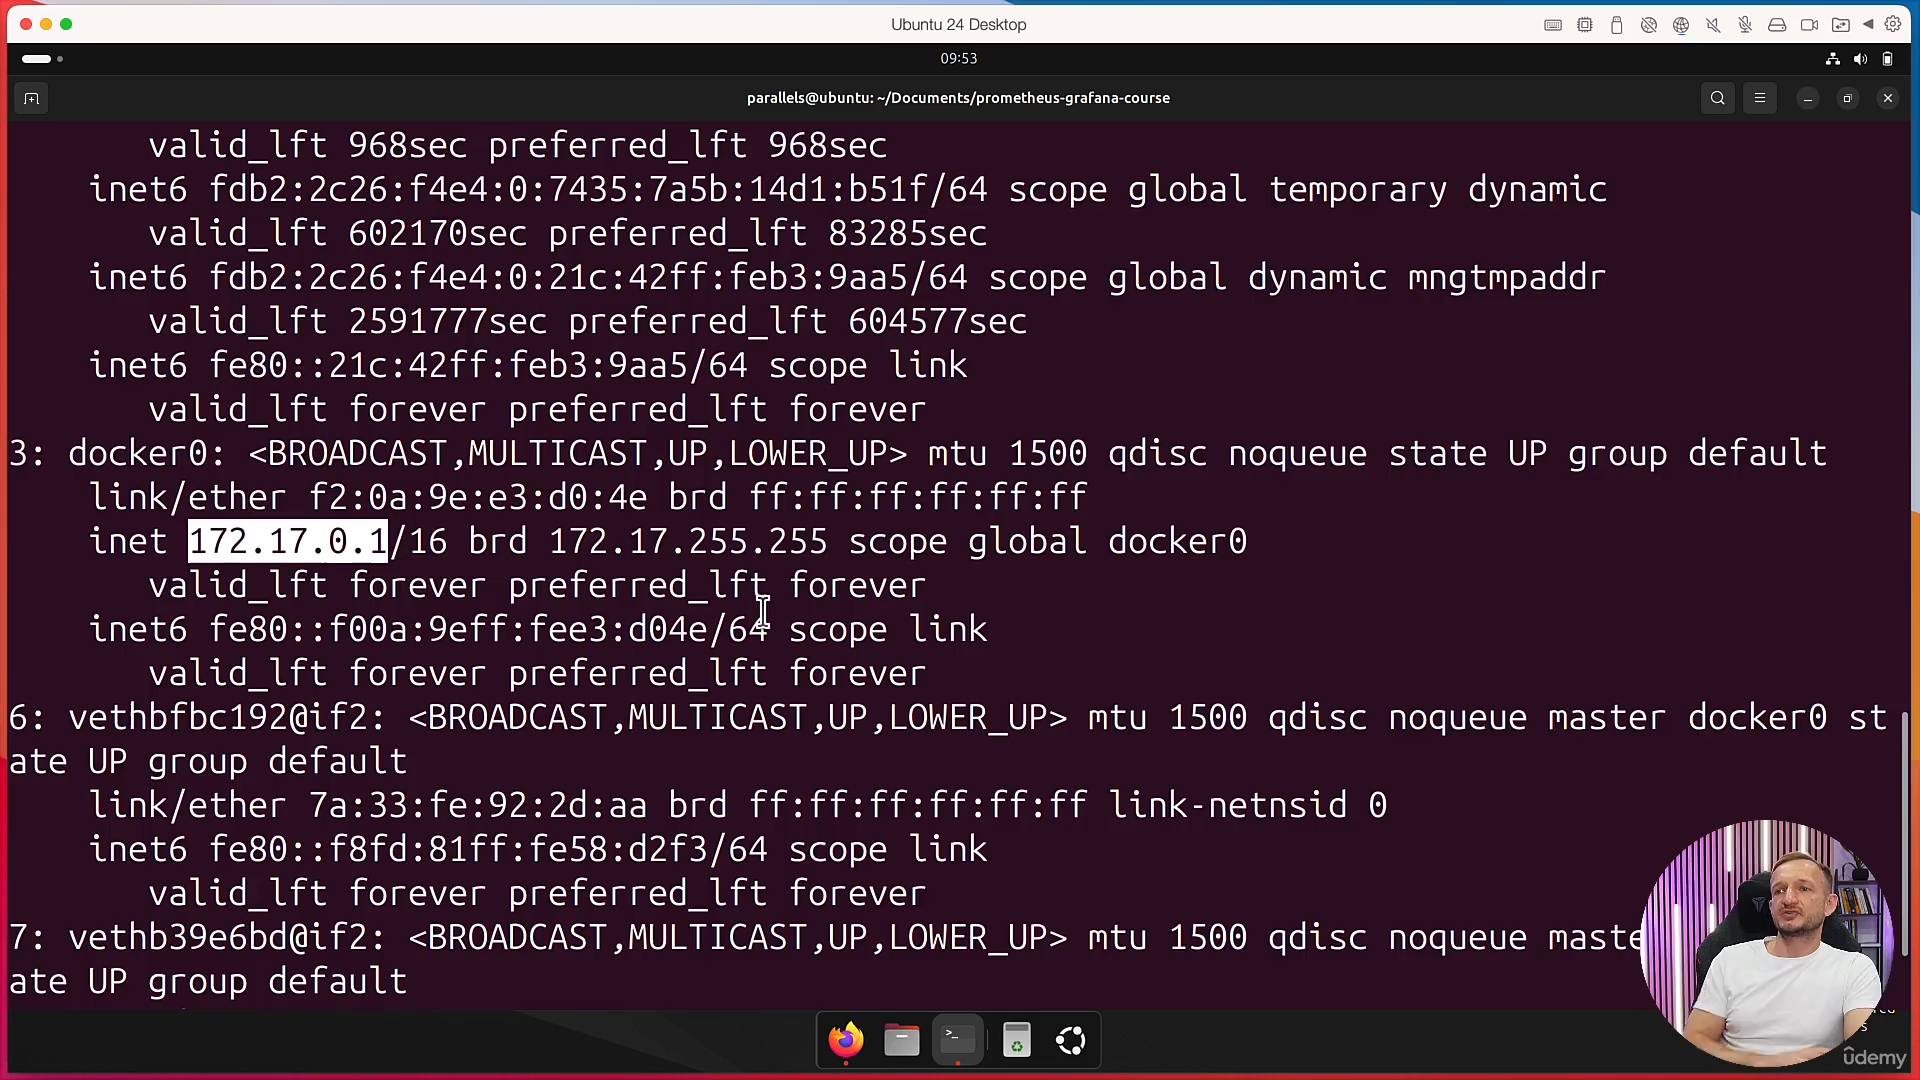 Ubuntu 24 Desktop
09:53
parallels@ubuntu: ~/Documents/prometheus-grafana-course
valid_lft 968sec preferred_lft 968sec
inet6 fdb2:2c26:f4e4:0:7435:7a5b:14d1:b51f/64 scope global temporary dynamic
valid_lft 602170sec preferred_lft 83285sec
inet6 fdb2:2c26:f4e4:0:21c:42ff:feb3:9aa5/64 scope global dynamic mngtmpaddr
valid_lft 2591777sec preferred_lft 604577sec
inet6 fe80::21c:42ff:feb3:9aa5/64 scope link
valid_lft forever preferred_lft forever
3: docker0: <BROADCAST,MULTICAST,UP,LOWER_UP> mtu 1500 qdisc noqueue state UP group default
link/ether f2:0a:9e:e3:d0:4e brd ff:ff:ff:ff:ff:ff
inet 172.17.0.1/16 brd 172.17.255.255 scope global docker0
valid_lft forever preferred_lft forever
inet6 fe80::f00a:9eff:fee3:d04e/64 scope link
valid_lft forever preferred_lft forever
6: vethbfbc192@if2: <BROADCAST,MULTICAST,UP,LOWER_UP> mtu 1500 qdisc noqueue master docker0 st
ate UP group default
link/ether 7a:33:fe:92:2d:aa brd ff:ff:ff:ff:ff:ff link-netnsid 0
inet6 fe80::f8fd:81ff:fe58:d2f3/64 scope link
valid_lft forever preferred_lft forever
7: vethb39e6bd@if2: <BROADCAST,MULTICAST,UP,LOWER_UP> mtu 1500 qdisc noqueue maste
ate UP group default
udemy